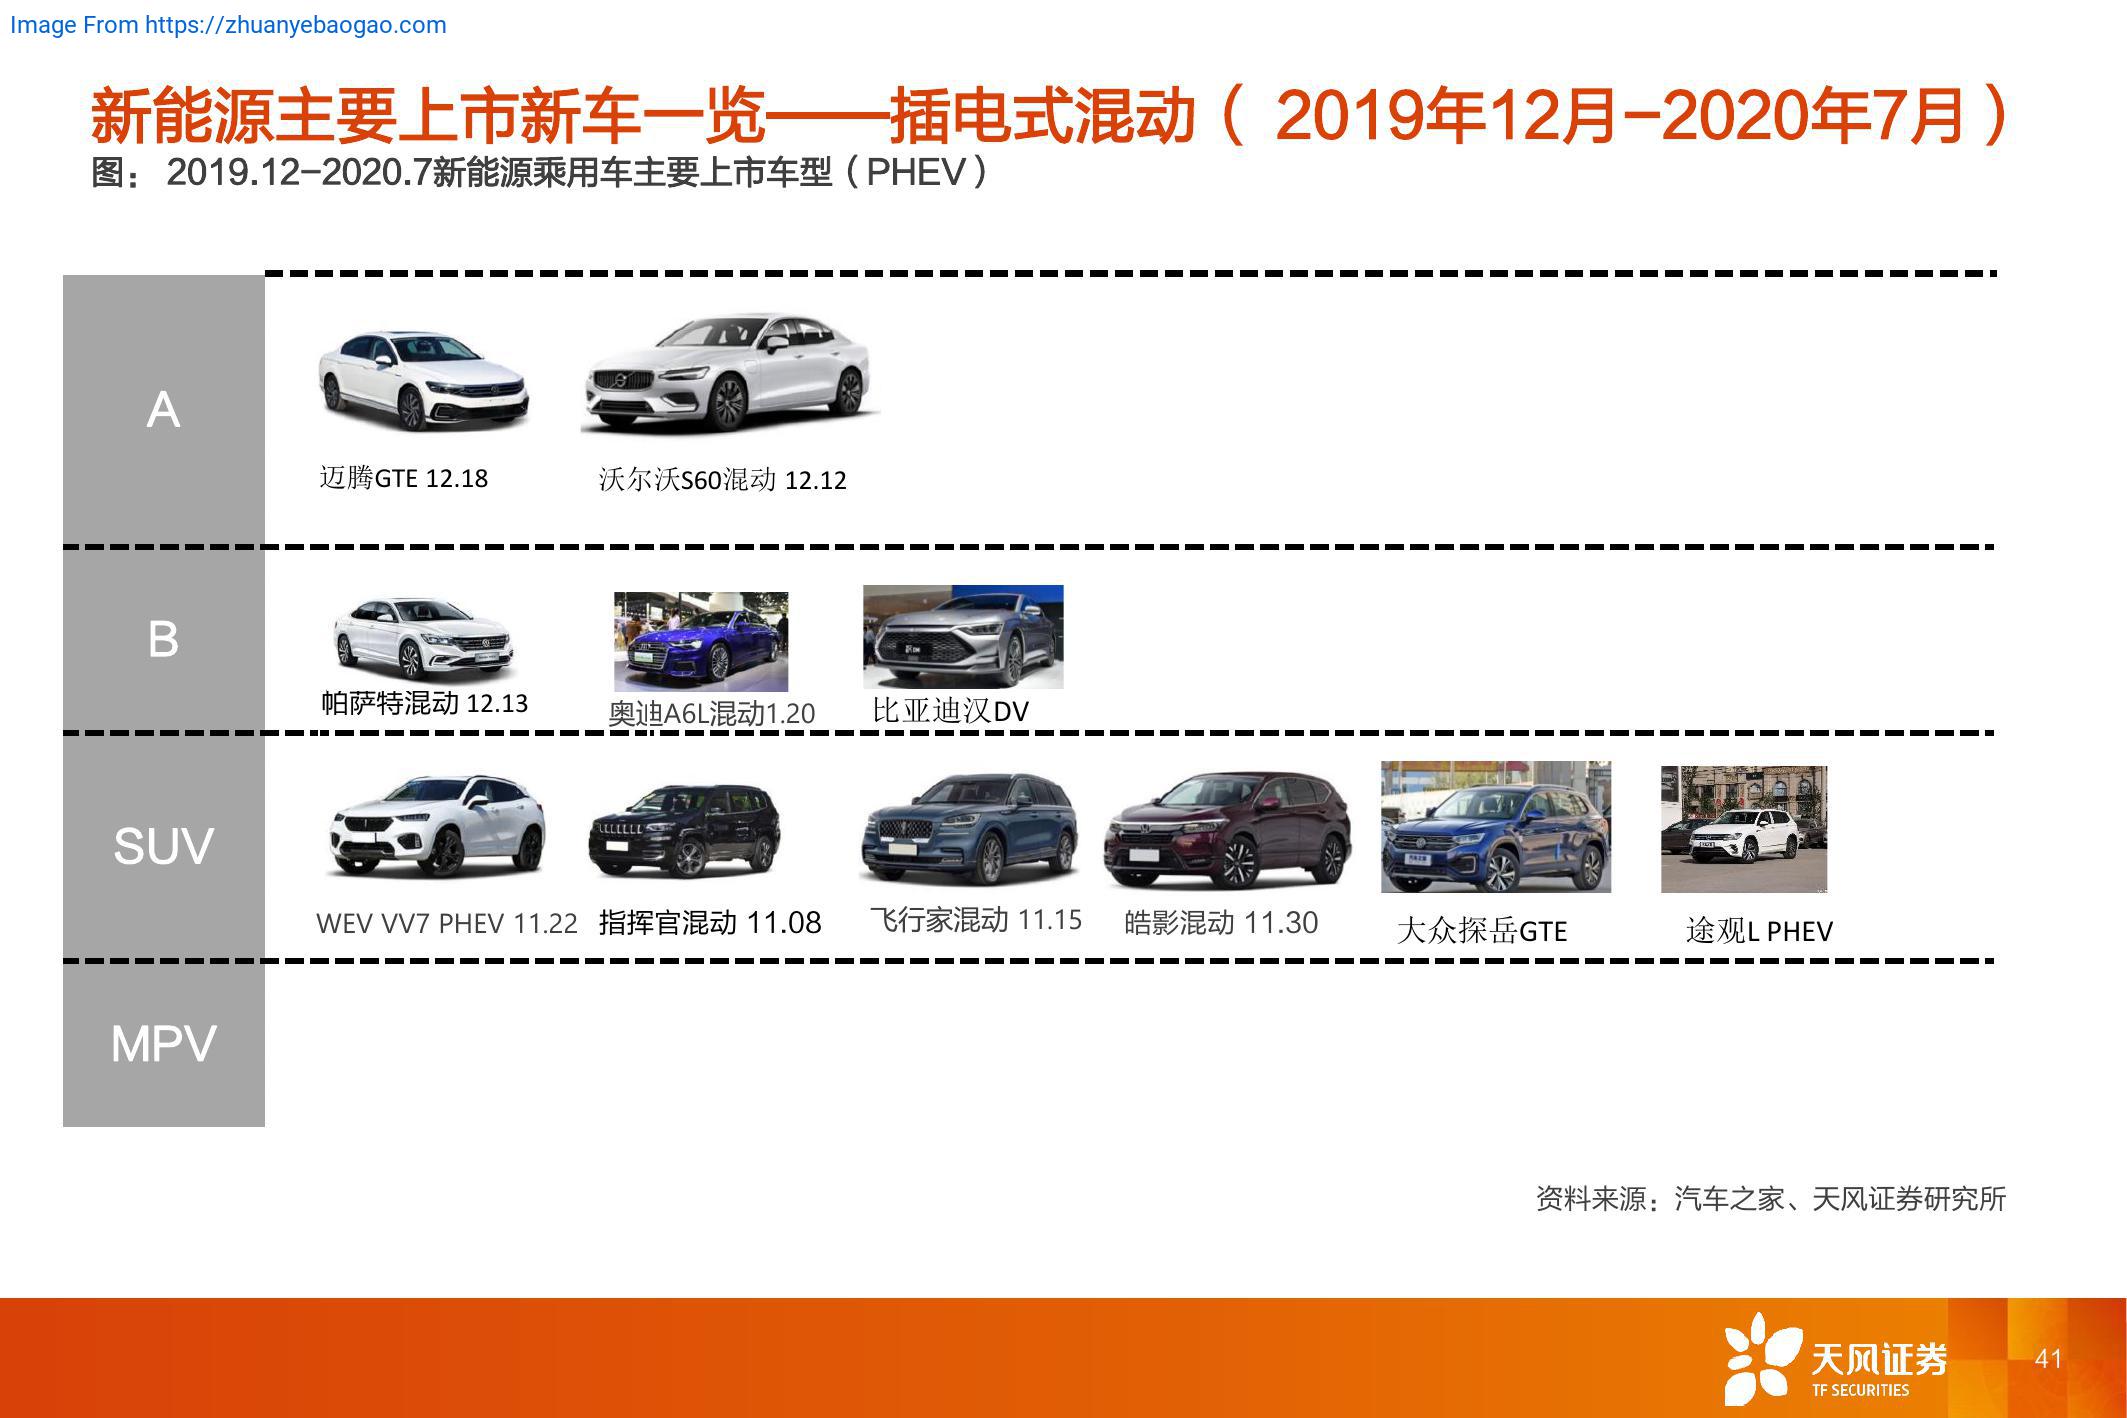 Image From https://zhuanyebaogao.com
新能源主要上市新车一览——插电式混动（ 2019年12月-2020年7月）
图： 2019.12-2020.7新能源乘用车主要上市车型（PHEV）
A
迈腾GTE 12.18
沃尔沃S60混动 12.12
B
帕萨特混动 12.13
奥迪A6L混动1.20
比亚迪汉DV
SUV
WEV VV7 PHEV 11.22
指挥官混动 11.08
飞行家混动 11.15
皓影混动 11.30
大众探岳GTE
途观L PHEV
MPV
资料来源：汽车之家、天风证券研究所
天风证券
TF SECURITIES
41